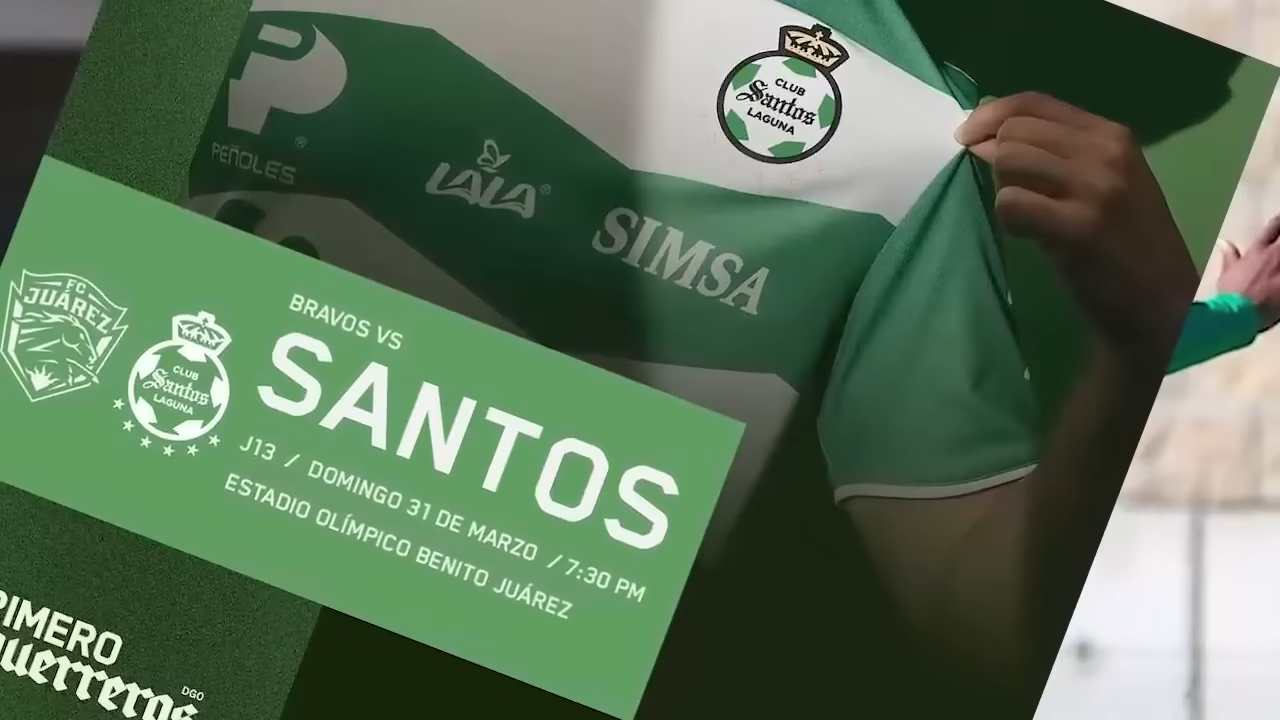 CLUB
Santos
LAGUNA
PEÑOLES
LALA
SIMSA
FC
JUÁREZ
CLUB
Santos
LAGUNA
BRAVOS VS
SANTOS
J13 / DOMINGO 31 DE MARZO / 7:30 PM
ESTADIO OLÍMPICO BENITO JUÁREZ
DGO